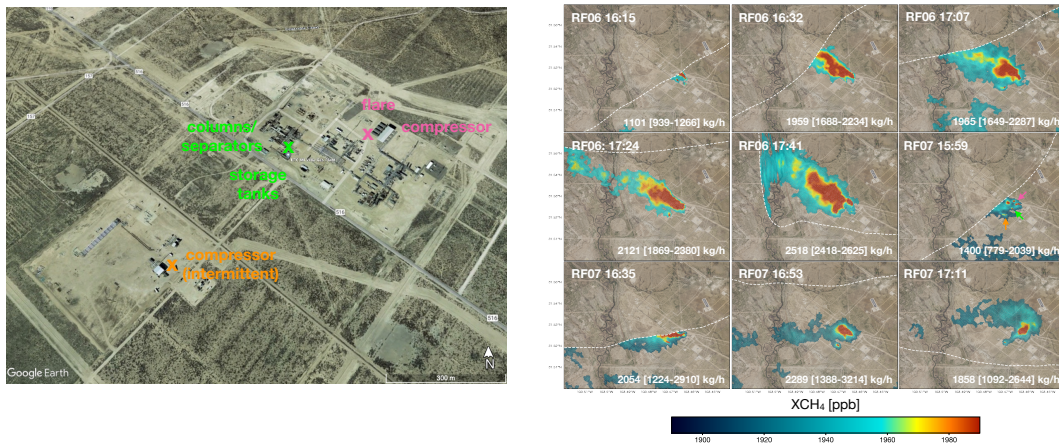 flare
columns/
separators
compressor
storage
tanks
compressor
(intermittent)
516
Google Earth
N
300 m
RF06 16:15
1101 [939-1266] kg/h
RF06 16:32
1959 [1688-2234] kg/h
RF06 17:07
1965 [1649-2287] kg/h
RF06: 17:24
2121 [1869-2380] kg/h
RF06 17:41
2518 [2418-2625] kg/h
RF07 15:59
1400 [779-2039] kg/h
RF07 16:35
2054 [1224-2910] kg/h
RF07 16:53
2289 [1388-3214] kg/h
RF07 17:11
1858 [1092-2644] kg/h
XCH₄ [ppb]
1900 1920 1940 1960 1980